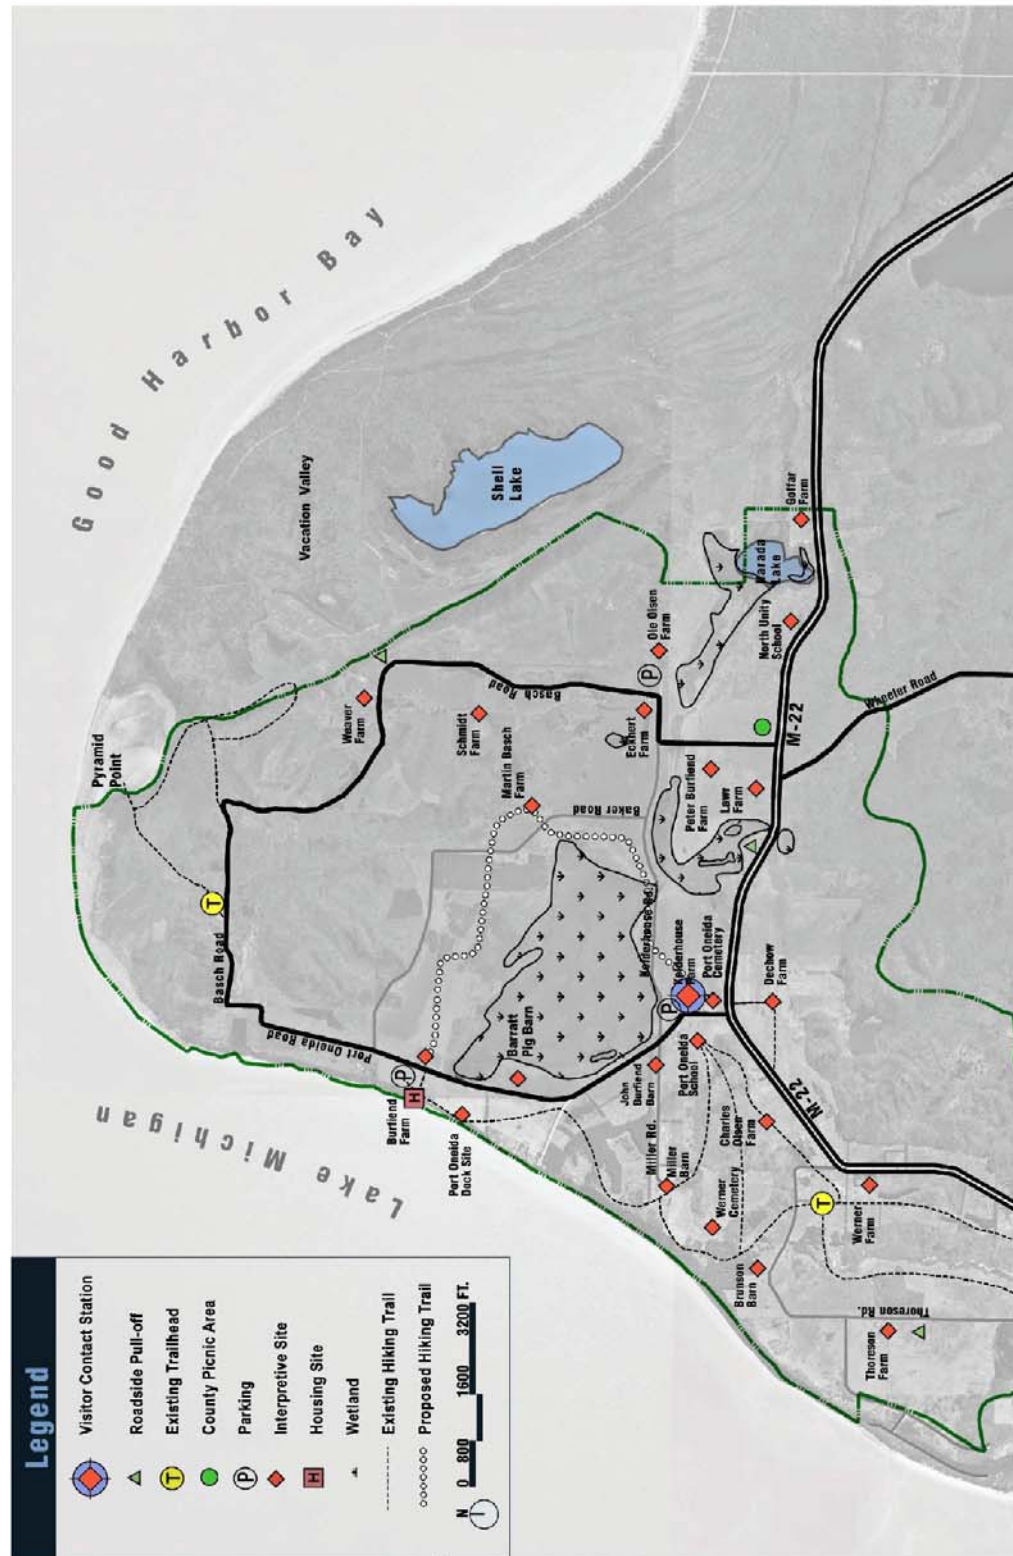 Legend
Visitor Contact Station
Roadside Pull-off
Existing Trailhead
T
County Picnic Area
Parking
P
Interpretive Site
Housing Site
H
Wetland
Existing Hiking Trail
Proposed Hiking Trail
N
0 800 1600 3200 FT.
Lake Michigan
Good Harbor Bay
Pyramid
Point
Vacation Valley
Shell
Lake
T
Basch Road
Port Oneida Road
Weaver
Farm
Schmidt
Farm
Basch Road
Martin Basch
Farm
Baker Road
Eckhert
Farm
P
Ole Olsen
Farm
Narada
Lake
Goffar
Farm
North Unity
School
M-22
Wheeler Road
Peter Burfiend
Farm
Lawr
Farm
P
H
Burfiend
Farm
Port Oneida
Dock Site
Barratt
Pig Barn
Kelderhouse Rd.
Kelderhouse
Farm
P
Port Oneida
Cemetery
Dechow
Farm
John
Burfiend
Barn
Port Oneida
School
M-22
Miller Rd.
Miller
Barn
Charles
Olsen
Farm
Werner
Cemetery
T
Werner
Farm
Brunson
Barn
Thoreson Rd.
Thoreson
Farm